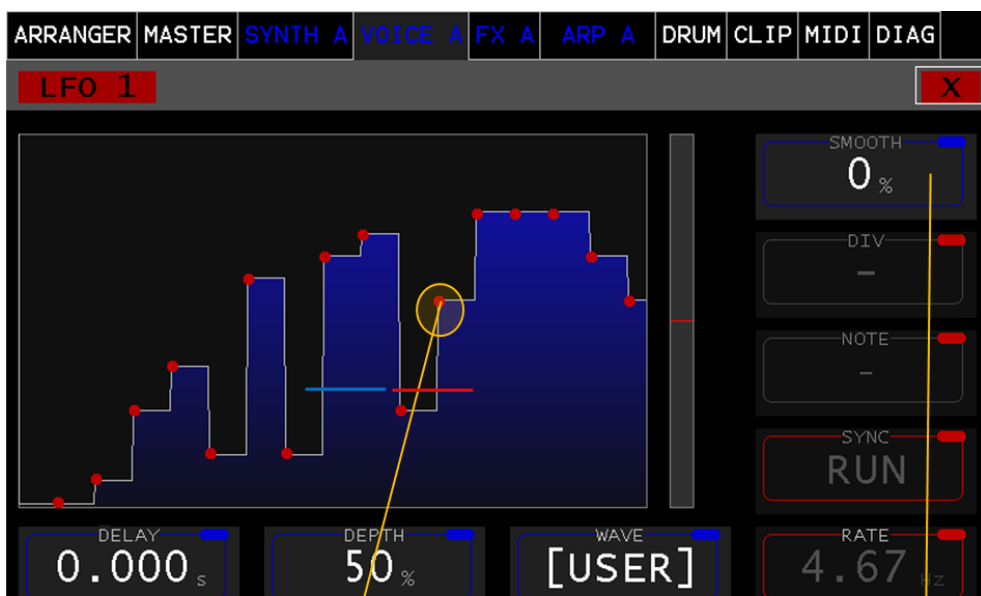 ARRANGER MASTER SYNTH A VOICE A FX A ARP A DRUM CLIP MIDI DIAG
LFO 1 X
SMOOTH
0 %
DIV
-
NOTE
-
SYNC
RUN
DELAY DEPTH WAVE RATE
0.000 s 50 % [USER] 4.67 Hz